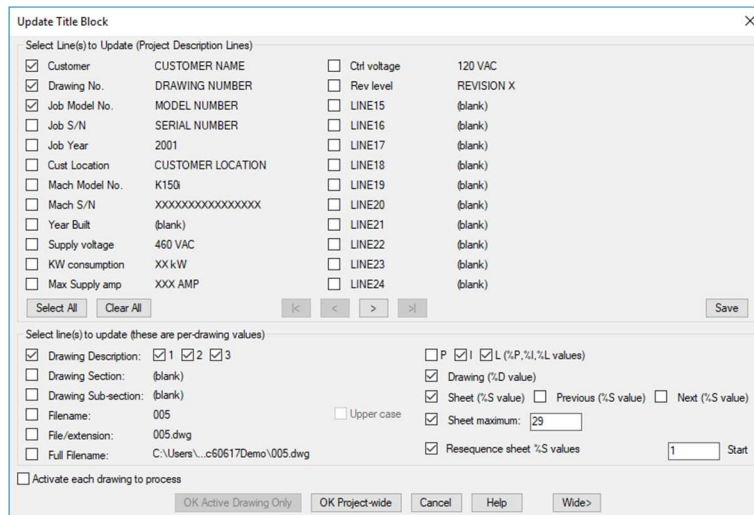 Update Title Block
Select Line(s) to Update (Project Description Lines)
Customer CUSTOMER NAME Ctrl voltage 120 VAC
Drawing No. DRAWING NUMBER Rev level REVISION X
Job Model No. MODEL NUMBER LINE15 (blank)
Job S/N SERIAL NUMBER LINE16 (blank)
Job Year 2001 LINE17 (blank)
Cust Location CUSTOMER LOCATION LINE18 (blank)
Mach Model No. K150i LINE19 (blank)
Mach S/N XXXXXXXXXXXXXXXX LINE20 (blank)
Year Built (blank) LINE21 (blank)
Supply voltage 460 VAC LINE22 (blank)
KW consumption XX kW LINE23 (blank)
Max Supply amp XXX AMP LINE24 (blank)
Select All Clear All |< < > >| Save
Select line(s) to update (these are per-drawing values)
Drawing Description: 1 2 3 P I L (%P,%I,%L values)
Drawing Section: (blank) Drawing (%D value)
Drawing Sub-section: (blank) Sheet (%S value) Previous (%S value) Next (%S value)
Filename: 005 Upper case Sheet maximum: 29
File/extension: 005.dwg
Full Filename: C:\Users\...c60617Demo\005.dwg Resequence sheet %S values 1 Start
Activate each drawing to process
OK Active Drawing Only OK Project-wide Cancel Help Wide>